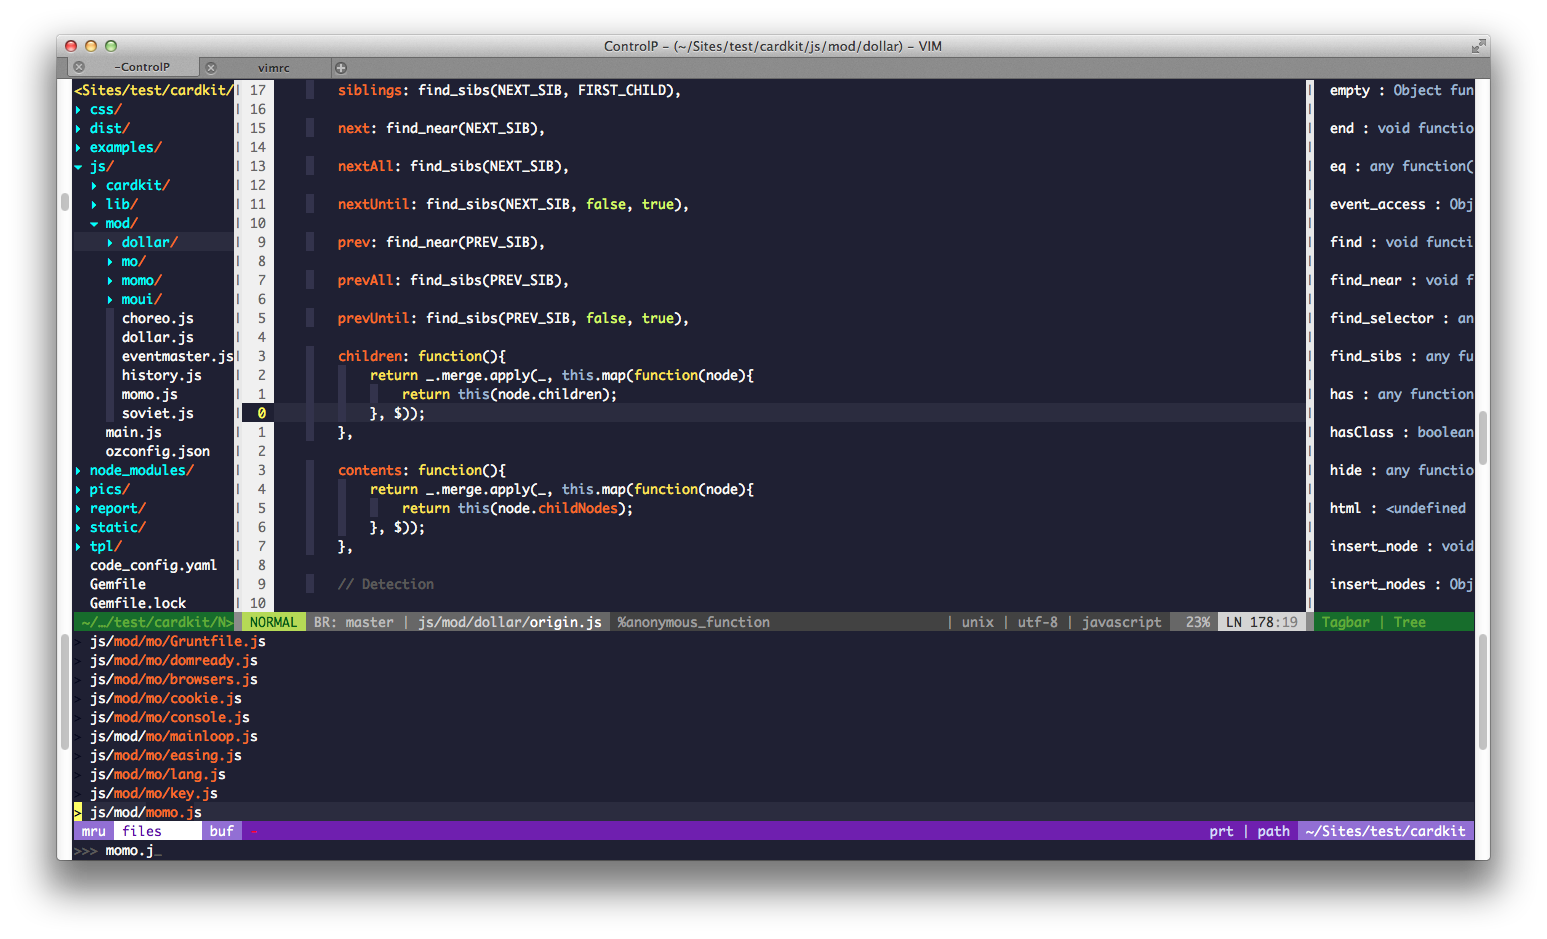 ControlP – (~/Sites/test/cardkit/js/mod/dollar) – VIM
-ControlP
vimrc
<Sites/test/cardkit/
css/
dist/
examples/
js/
cardkit/
lib/
mod/
dollar/
mo/
momo/
moui/
choreo.js
dollar.js
eventmaster.js
history.js
momo.js
soviet.js
main.js
ozconfig.json
node_modules/
pics/
report/
static/
tpl/
code_config.yaml
Gemfile
Gemfile.lock
17 siblings: find_sibs(NEXT_SIB, FIRST_CHILD),
16
15 next: find_near(NEXT_SIB),
14
13 nextAll: find_sibs(NEXT_SIB),
12
11 nextUntil: find_sibs(NEXT_SIB, false, true),
10
9 prev: find_near(PREV_SIB),
8
7 prevAll: find_sibs(PREV_SIB),
6
5 prevUntil: find_sibs(PREV_SIB, false, true),
4
3 children: function(){
2 return _.merge.apply(_, this.map(function(node){
1 return this(node.children);
0 }, $));
1 },
2
3 contents: function(){
4 return _.merge.apply(_, this.map(function(node){
5 return this(node.childNodes);
6 }, $));
7 },
8
9 // Detection
10
empty : Object fun
end : void functio
eq : any function(
event_access : Obj
find : void functi
find_near : void f
find_selector : an
find_sibs : any fu
has : any function
hasClass : boolean
hide : any functio
html : <undefined
insert_node : void
insert_nodes : Obj
~/…/test/cardkit/N> NORMAL BR: master | js/mod/dollar/origin.js %anonymous_function | unix | utf-8 | javascript 23% LN 178:19 Tagbar | Tree
> js/mod/mo/Gruntfile.js
> js/mod/mo/domready.js
> js/mod/mo/browsers.js
> js/mod/mo/cookie.js
> js/mod/mo/console.js
> js/mod/mo/mainloop.js
> js/mod/mo/easing.js
> js/mod/mo/lang.js
> js/mod/mo/key.js
> js/mod/momo.js
mru files buf - prt | path ~/Sites/test/cardkit
>>> momo.j_